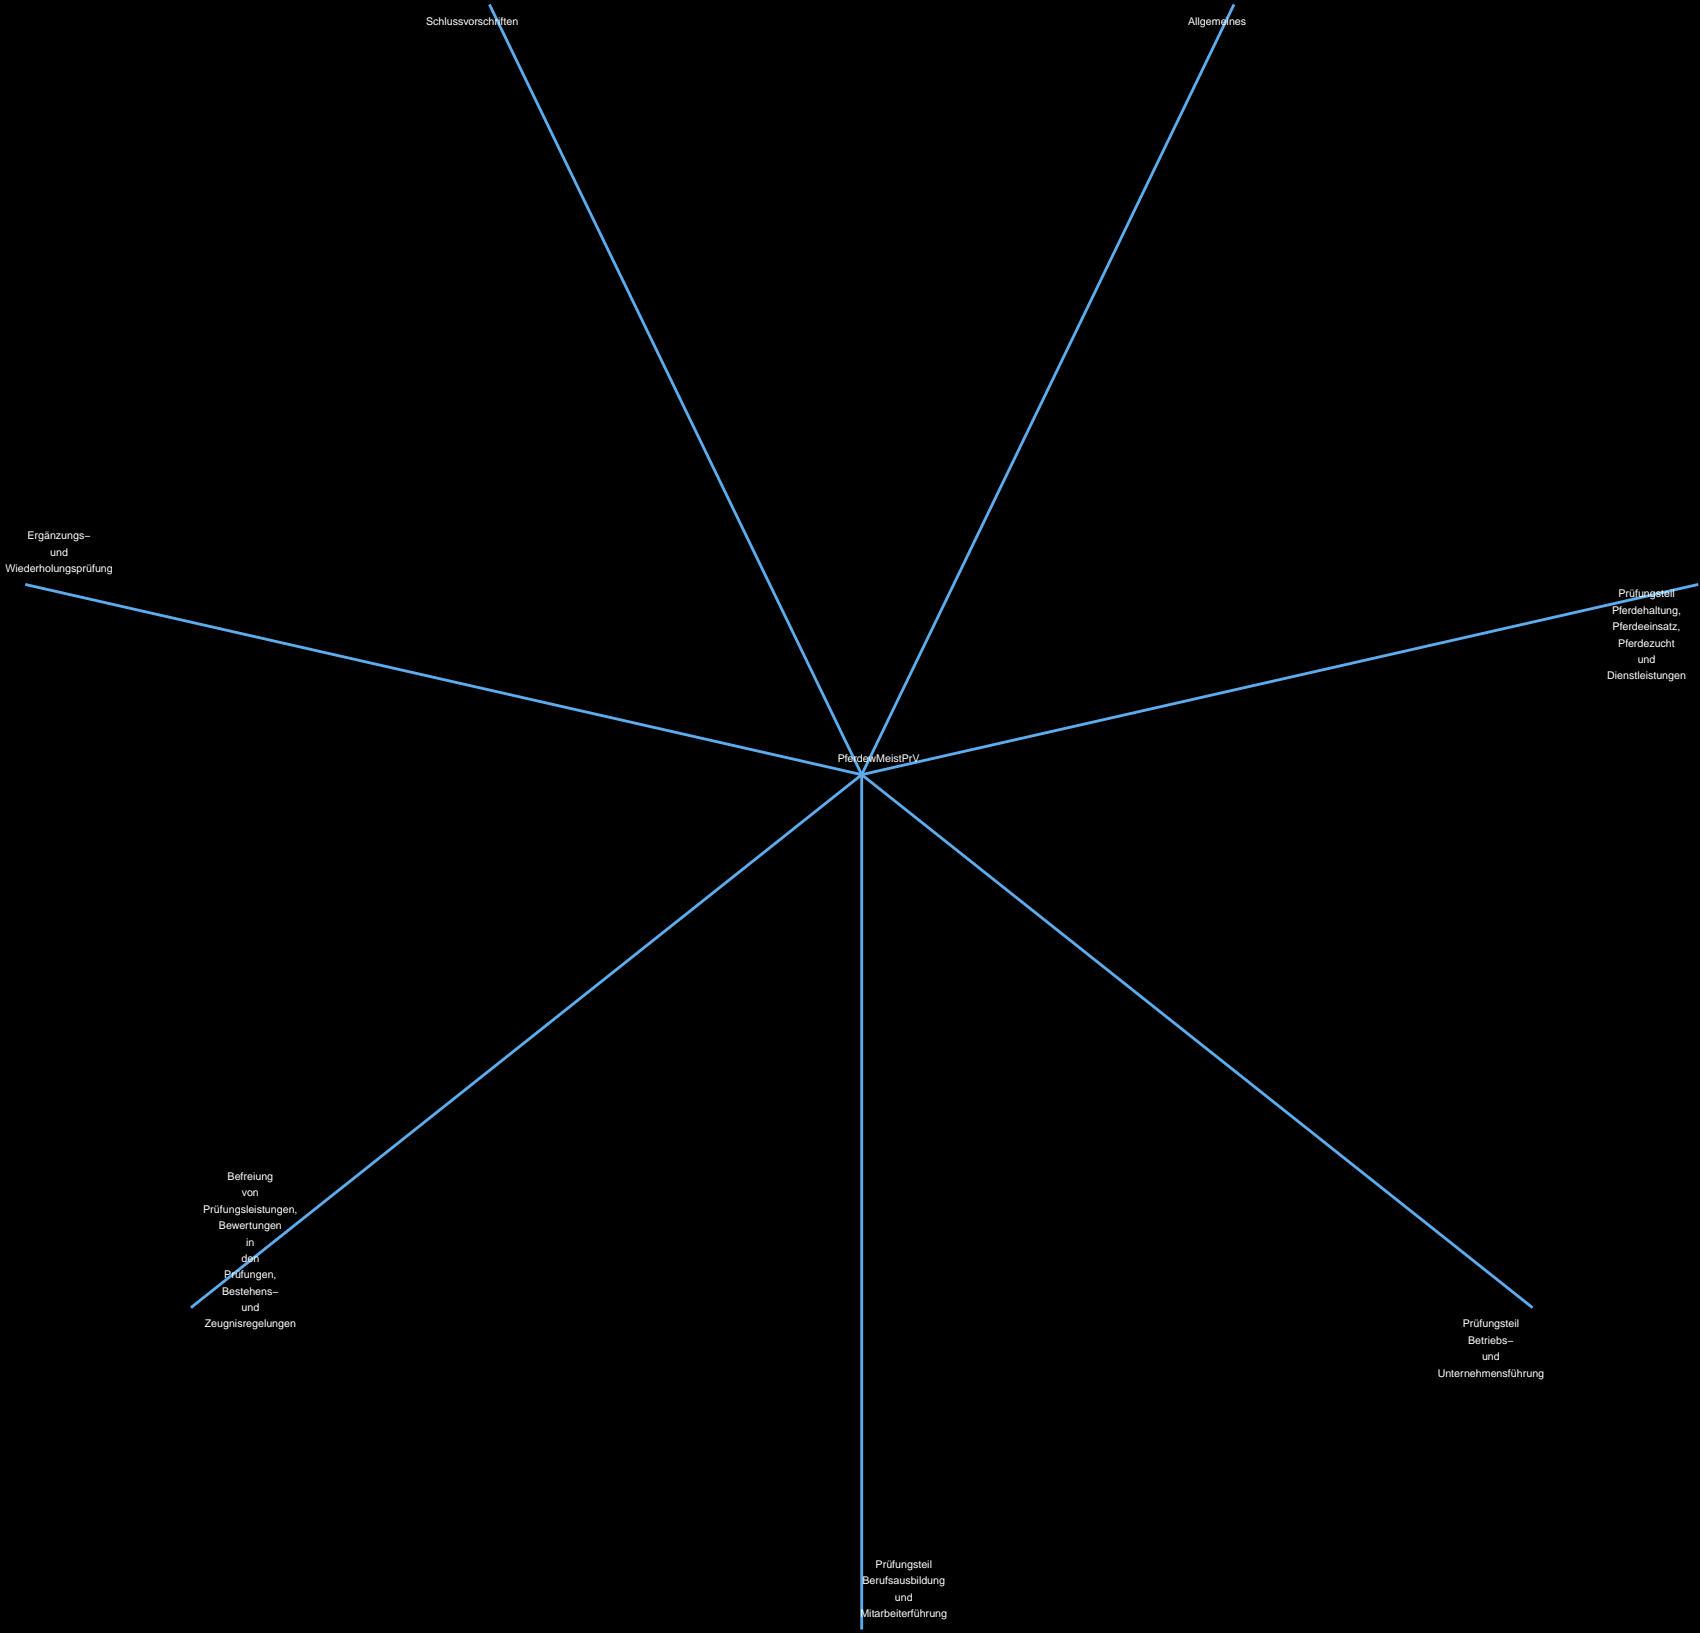 Schlussvorschriften
Allgemeines
Ergänzungs–
und
Wiederholungsprüfung
Prüfungsteil
Pferdehaltung,
Pferdeeinsatz,
Pferdezucht
und
Dienstleistungen
PferdewMeistPrV
Befreiung
von
Prüfungsleistungen,
Bewertungen
in
den
Prüfungen,
Bestehens–
und
Zeugnisregelungen
Prüfungsteil
Betriebs–
und
Unternehmensführung
Prüfungsteil
Berufsausbildung
und
Mitarbeiterführung